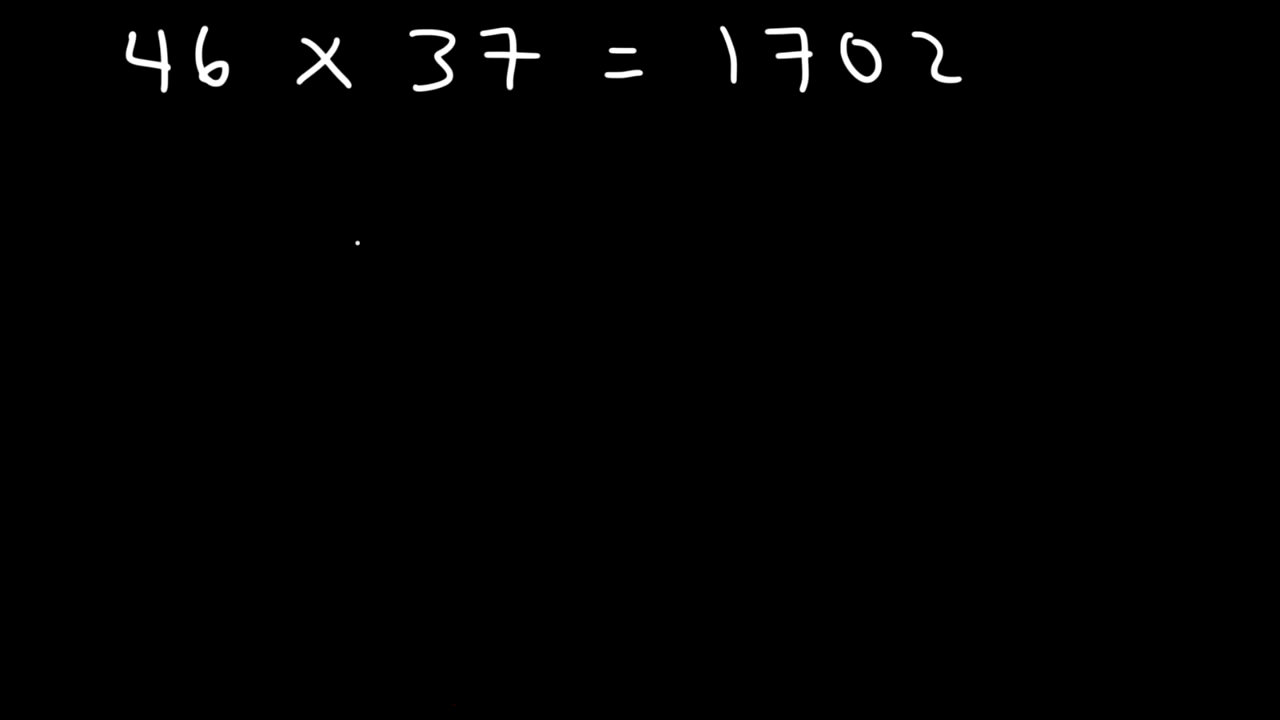 46 × 37 = 1702